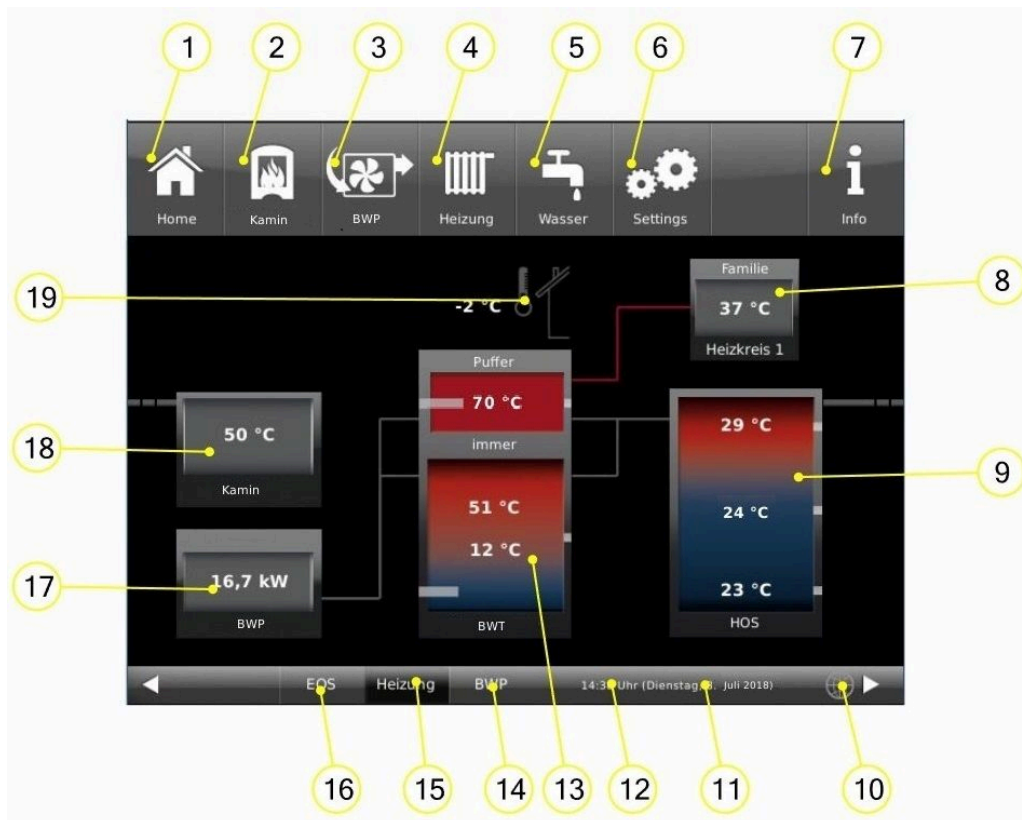 1 2 3 4 5 6 7
Home Kamin BWP Heizung Wasser Settings Info
19
-2 °C
Familie
37 °C
Heizkreis 1
8
Puffer
70 °C
immer
51 °C
12 °C
BWT
18
50 °C
Kamin
29 °C
24 °C
23 °C
HOS
9
17
16,7 kW
BWP
EOS Heizung BWP Uhr (Dienstag, Juli 2018)
16 15 14 13 12 11 10